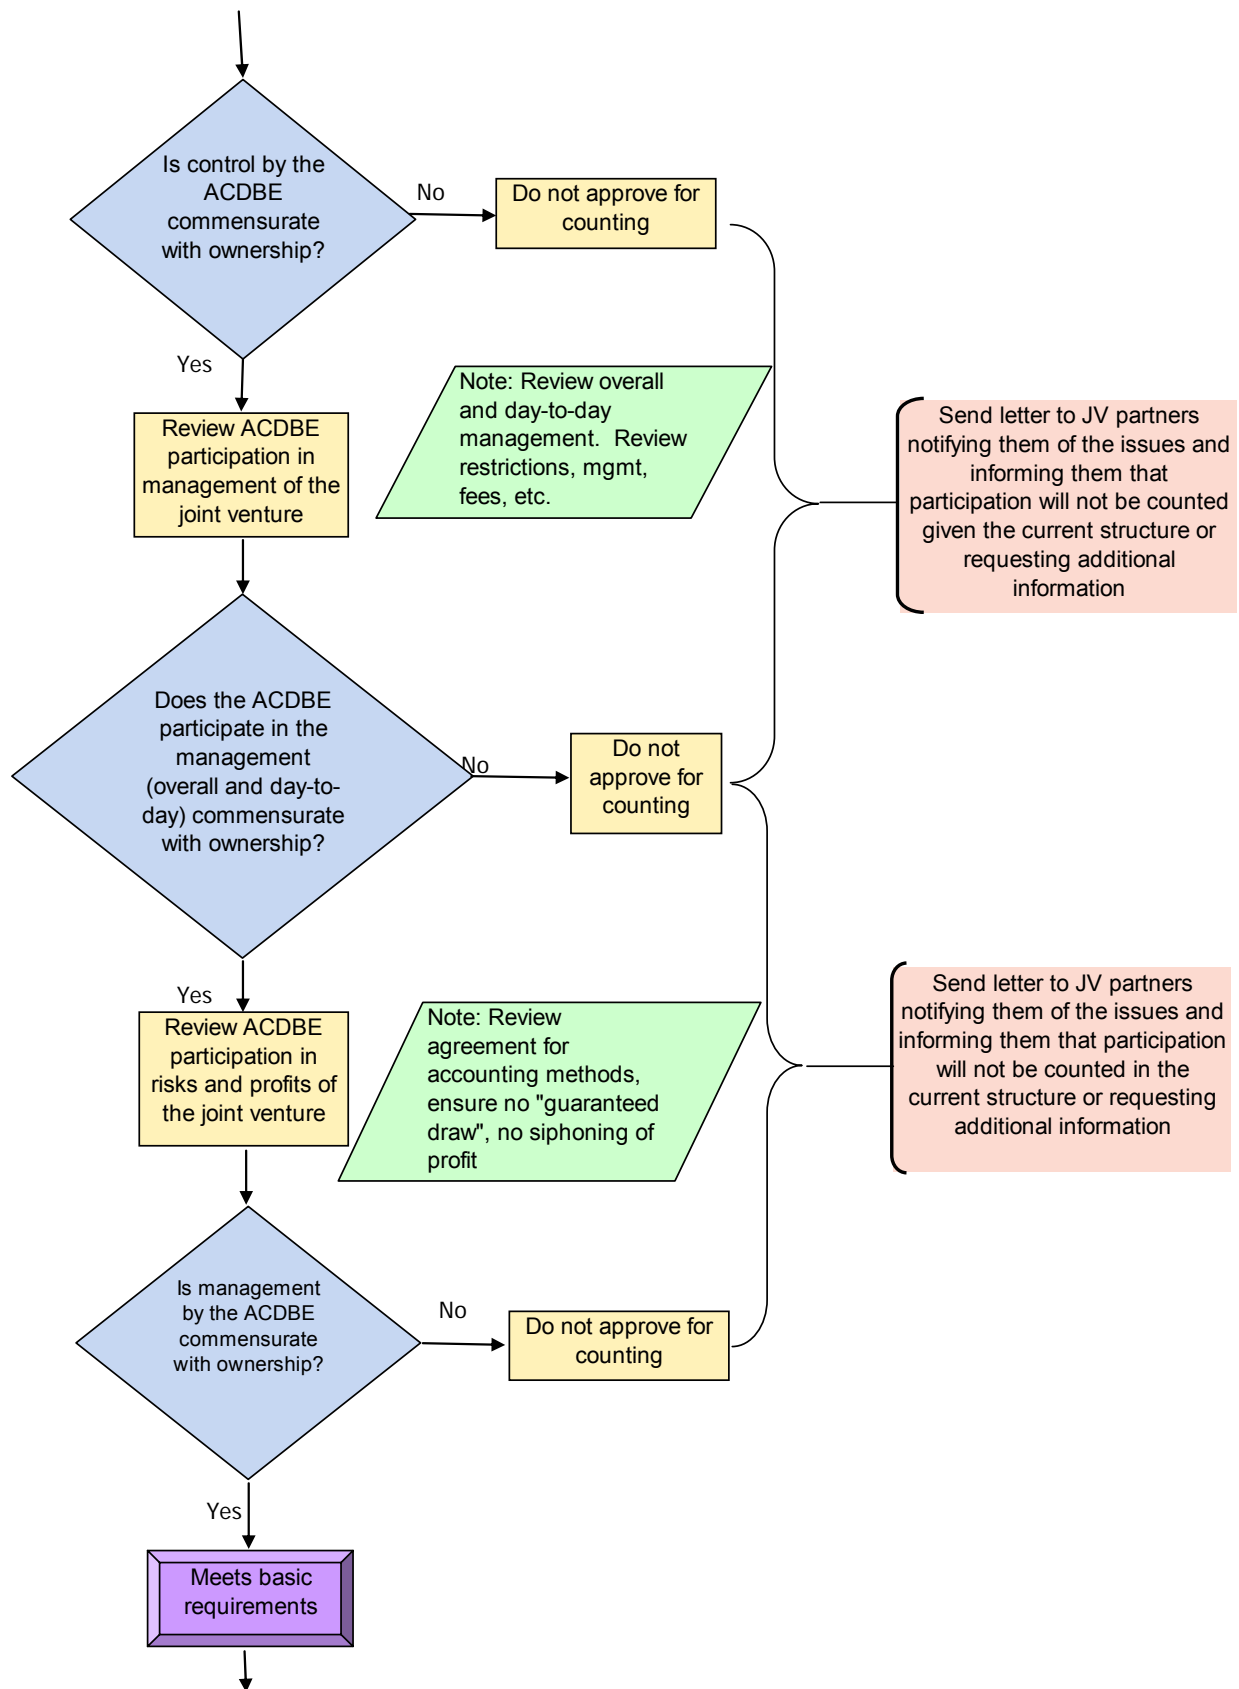 Is control by the
ACDBE
commensurate
with ownership?
No
Do not approve for
counting
Yes
Note: Review overall
and day-to-day
management.  Review
restrictions, mgmt,
fees, etc.
Review ACDBE
participation in
management of the
joint venture
Send letter to JV partners
notifying them of the issues and
informing them that
participation will not be counted
given the current structure or
requesting additional
information
Does the ACDBE
participate in the
management
(overall and day-to-
day) commensurate
with ownership?
No
Do not
approve for
counting
Yes
Review ACDBE
participation in
risks and profits of
the joint venture
Note: Review
agreement for
accounting methods,
ensure no "guaranteed
draw", no siphoning of
profit
Send letter to JV partners
notifying them of the issues and
informing them that participation
will not be counted in the
current structure or requesting
additional information
Is management
by the ACDBE
commensurate
with ownership?
No
Do not approve for
counting
Yes
Meets basic
requirements